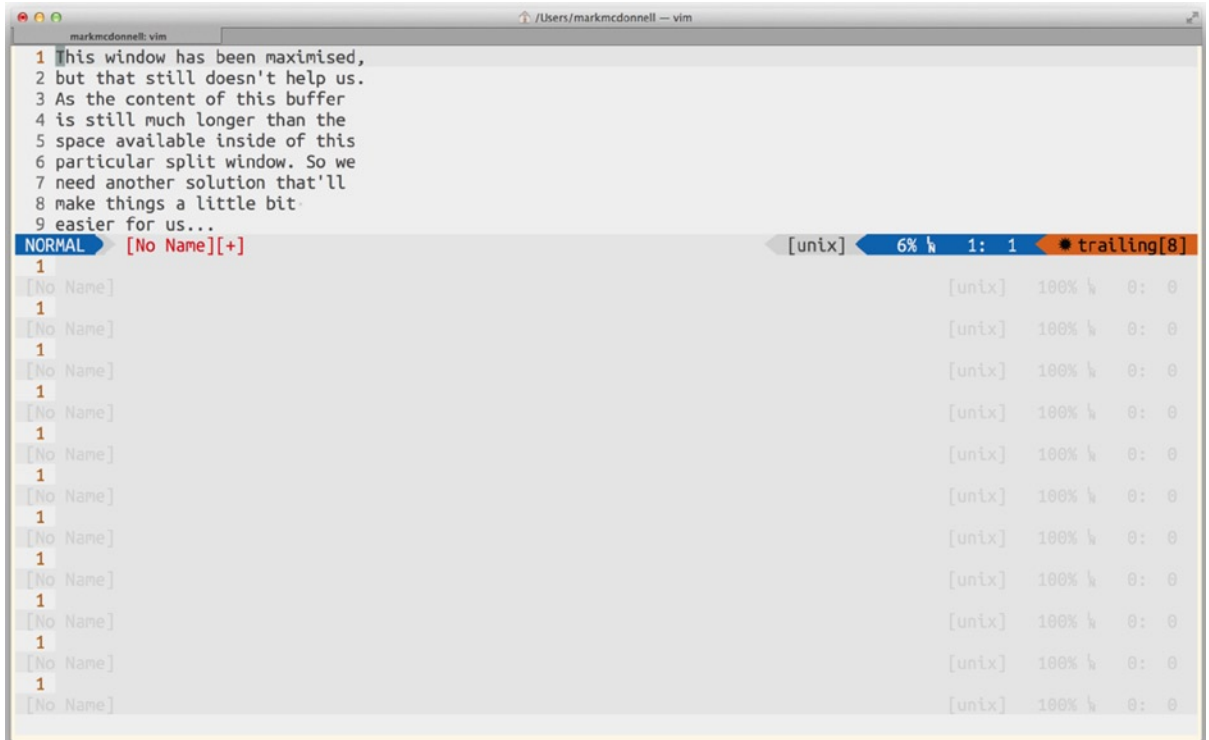 /Users/markmcdonnell — vim
markmcdonnell: vim
1 This window has been maximised,
2 but that still doesn't help us.
3 As the content of this buffer
4 is still much longer than the
5 space available inside of this
6 particular split window. So we
7 need another solution that'll
8 make things a little bit
9 easier for us...
NORMAL [No Name][+] [unix] 6% 1: 1 trailing[8]
1
[No Name] [unix] 100% 0: 0
1
[No Name] [unix] 100% 0: 0
1
[No Name] [unix] 100% 0: 0
1
[No Name] [unix] 100% 0: 0
1
[No Name] [unix] 100% 0: 0
1
[No Name] [unix] 100% 0: 0
1
[No Name] [unix] 100% 0: 0
1
[No Name] [unix] 100% 0: 0
1
[No Name] [unix] 100% 0: 0
1
[No Name] [unix] 100% 0: 0
1
[No Name] [unix] 100% 0: 0